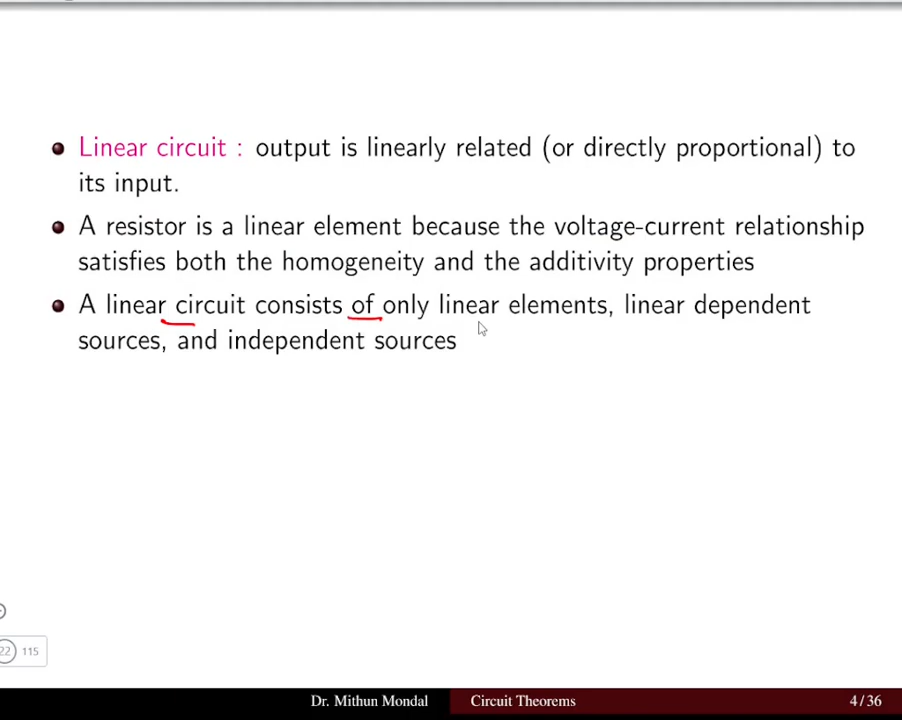 Linear circuit : output is linearly related (or directly proportional) to
its input.
A resistor is a linear element because the voltage-current relationship
satisfies both the homogeneity and the additivity properties
A linear circuit consists of only linear elements, linear dependent
sources, and independent sources
22 115
Dr. Mithun Mondal Circuit Theorems 4/36